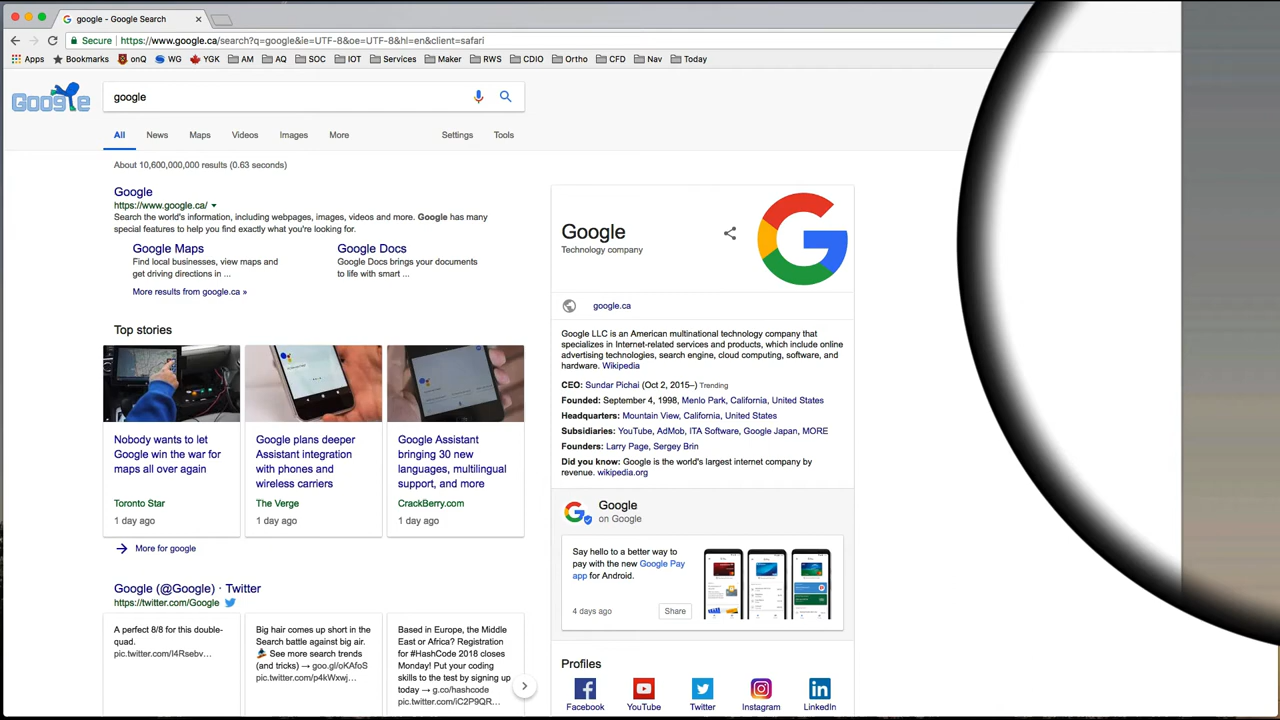 google - Google Search
Secure https://www.google.ca/search?q=google&ie=UTF-8&oe=UTF-8&hl=en&client=safari
Apps Bookmarks onQ WG YGK AM AQ SOC IOT Services Maker RWS CDIO Ortho CFD Nav Today
Google
google
All News Maps Videos Images More Settings Tools
About 10,600,000,000 results (0.63 seconds)
Google
https://www.google.ca/
Search the world's information, including webpages, images, videos and more. Google has many
special features to help you find exactly what you're looking for.
Google Maps
Find local businesses, view maps and
get driving directions in ...
Google Docs
Google Docs brings your documents
to life with smart ...
More results from google.ca »
Top stories
Nobody wants to let
Google win the war for
maps all over again
Toronto Star
1 day ago
Google plans deeper
Assistant integration
with phones and
wireless carriers
The Verge
1 day ago
Google Assistant
bringing 30 new
languages, multilingual
support, and more
CrackBerry.com
1 day ago
More for google
Google (@Google) · Twitter
https://twitter.com/Google
A perfect 8/8 for this double-
quad.
pic.twitter.com/I4Rsebv...
Big hair comes up short in the
Search battle against big air.
See more search trends
(and tricks) → goo.gl/oKAfoS
pic.twitter.com/p4kWxwj...
Based in Europe, the Middle
East or Africa? Registration
for #HashCode 2018 closes
Monday! Put your coding
skills to the test by signing up
today → g.co/hashcode
pic.twitter.com/iC2P9QR...
Google
Technology company
google.ca
Google LLC is an American multinational technology company that
specializes in Internet-related services and products, which include online
advertising technologies, search engine, cloud computing, software, and
hardware. Wikipedia
CEO: Sundar Pichai (Oct 2, 2015–) Trending
Founded: September 4, 1998, Menlo Park, California, United States
Headquarters: Mountain View, California, United States
Subsidiaries: YouTube, AdMob, ITA Software, Google Japan, MORE
Founders: Larry Page, Sergey Brin
Did you know: Google is the world's largest internet company by
revenue. wikipedia.org
Google
on Google
Say hello to a better way to
pay with the new Google Pay
app for Android.
4 days ago Share
Profiles
Facebook YouTube Twitter Instagram LinkedIn